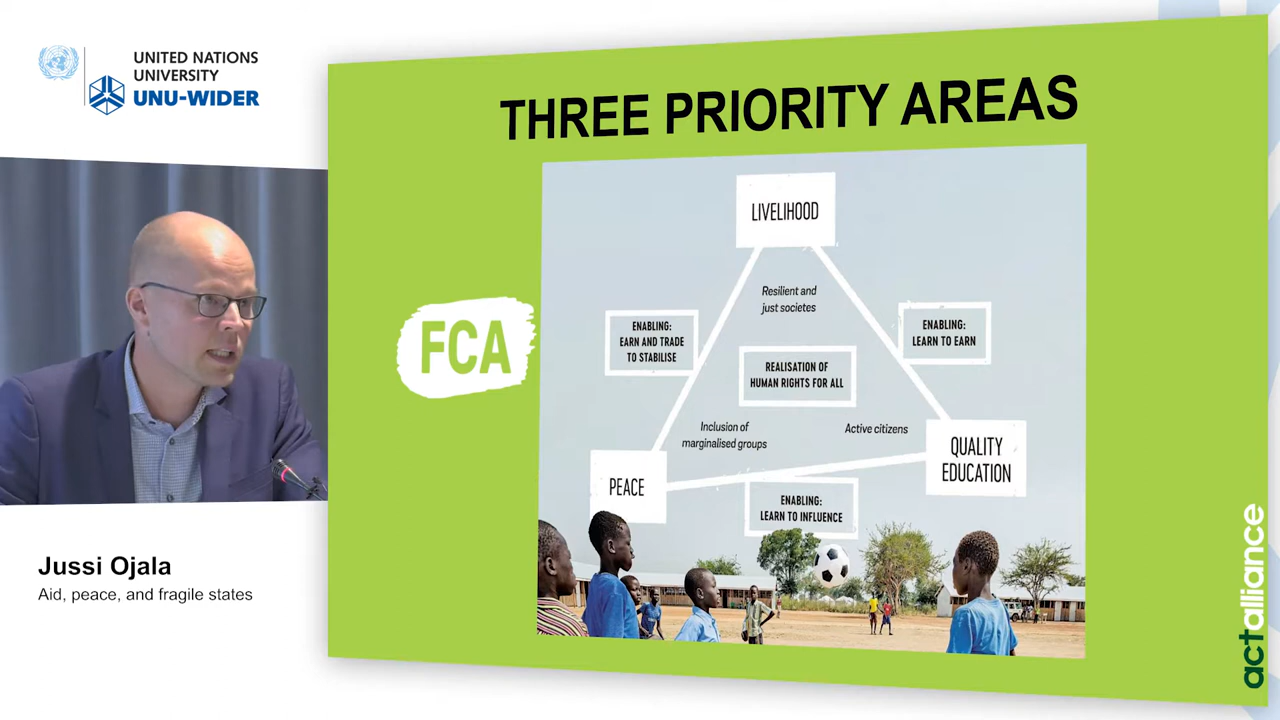 UNITED NATIONS
UNIVERSITY
UNU-WIDER
Jussi Ojala
Aid, peace, and fragile states
THREE PRIORITY AREAS
FCA
LIVELIHOOD
Resilient and
just societes
ENABLING:
EARN AND TRADE
TO STABILISE
ENABLING:
LEARN TO EARN
REALISATION OF
HUMAN RIGHTS FOR ALL
Inclusion of
marginalised groups
Active citizens
PEACE
QUALITY
EDUCATION
ENABLING:
LEARN TO INFLUENCE
actalliance